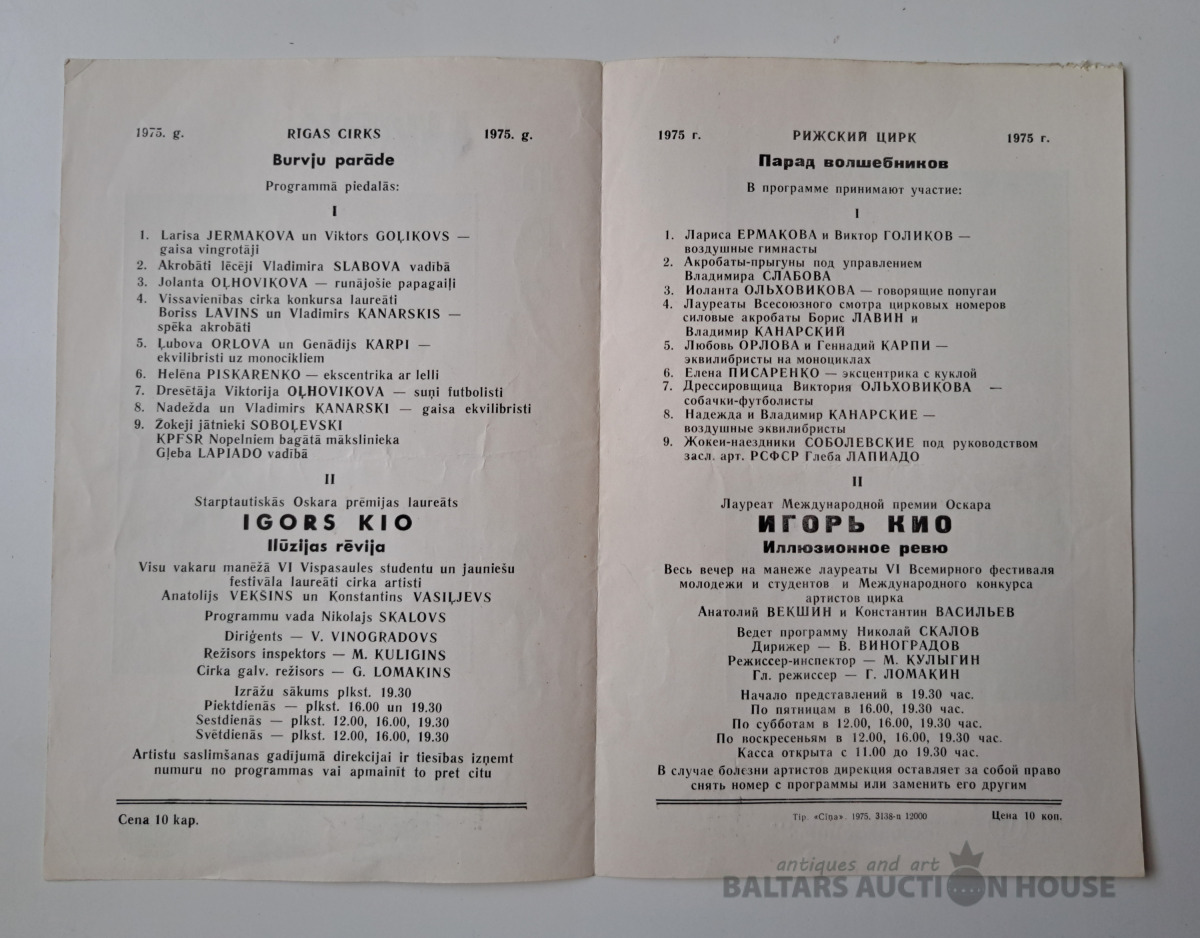 1975. g. RĪGAS CIRKS 1975. g.
Burvju parāde
Programmā piedalās:
I
1. Larisa JERMAKOVA un Viktors GOĻIKOVS —
gaisa vingrotāji
2. Akrobāti lēcēji Vladimira SLABOVA vadībā
3. Jolanta OĻHOVIKOVA — runājošie papagaiļi
4. Vissavienības cirka konkursa laureāti
Boriss LAVINS un Vladimirs KANARSKIS —
spēka akrobāti
5. Ļubova ORLOVA un Genādijs KARPI —
ekvilibristi uz monocikliem
6. Helēna PISKARENKO — ekscentrika ar lelli
7. Dresētāja Viktorija OĻHOVIKOVA — suņi futbolisti
8. Nadežda un Vladimirs KANARSKI — gaisa ekvilibristi
9. Žokeji jātnieki SOBOĻEVSKI
KPFSR Nopelniem bagātā mākslinieka
Gļeba LAPIADO vadībā
II
Starptautiskās Oskara prēmijas laureāts
IGORS KIO
Ilūzijas rēvija
Visu vakaru manēžā VI Vispasaules studentu un jauniešu
festivāla laureāti cirka artisti
Anatolijs VEKŠINS un Konstantins VASIĻJEVS
Programmu vada Nikolajs SKALOVS
Diriģents — V. VINOGRADOVS
Režisors inspektors — M. KULIGINS
Cirka galv. režisors — G. LOMAKINS
Izrāžu sākums plkst. 19.30
Piektdienās — plkst. 16.00 un 19.30
Sestdienās — plkst. 12.00, 16.00, 19.30
Svētdienās — plkst. 12.00, 16.00, 19.30
Artistu saslimšanas gadījumā direkcijai ir tiesības izņemt
numuru no programmas vai apmainīt to pret citu
Cena 10 kap.
1975 г. РИЖСКИЙ ЦИРК 1975 г.
Парад волшебников
В программе принимают участие:
I
1. Лариса ЕРМАКОВА и Виктор ГОЛИКОВ —
воздушные гимнасты
2. Акробаты-прыгуны под управлением
Владимира СЛАБОВА
3. Иоланта ОЛЬХОВИКОВА — говорящие попугаи
4. Лауреаты Всесоюзного смотра цирковых номеров
силовые акробаты Борис ЛАВИН и
Владимир КАНАРСКИЙ
5. Любовь ОРЛОВА и Геннадий КАРПИ —
эквилибристы на моноциклах
6. Елена ПИСАРЕНКО — эксцентрик с куклой
7. Дрессировщица Виктория ОЛЬХОВИКОВА —
собачки-футболисты
8. Надежда и Владимир КАНАРСКИЕ —
воздушные эквилибристы
9. Жокеи-наездники СОБОЛЕВСКИЕ под руководством
засл. арт. РСФСР Глеба ЛАПИАДО
II
Лауреат Международной премии Оскара
ИГОРЬ КИО
Иллюзионное ревю
Весь вечер на манеже лауреаты VI Всемирного фестиваля
молодежи и студентов и Международного конкурса
артистов цирка
Анатолий ВЕКШИН и Константин ВАСИЛЬЕВ
Ведет программу Николай СКАЛОВ
Дирижер — В. ВИНОГРАДОВ
Режиссер-инспектор — М. КУЛЫГИН
Гл. режиссер — Г. ЛОМАКИН
Начало представлений в 19.30 час.
По пятницам в 16.00, 19.30 час.
По субботам в 12.00, 16.00, 19.30 час.
По воскресеньям в 12.00, 16.00, 19.30 час.
Касса открыта с 11.00 до 19.30 час.
В случае болезни артистов дирекция оставляет за собой право
снять номер с программы или заменить его другим
Tip. «Cīņa». 1975. 3138-n 12000 Цена 10 коп.
antiques and art
BALTARS AUCTION HOUSE